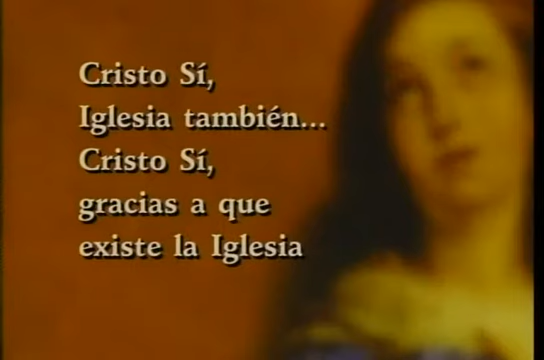 Cristo Sí,
Iglesia también...
Cristo Sí,
gracias a que
existe la Iglesia